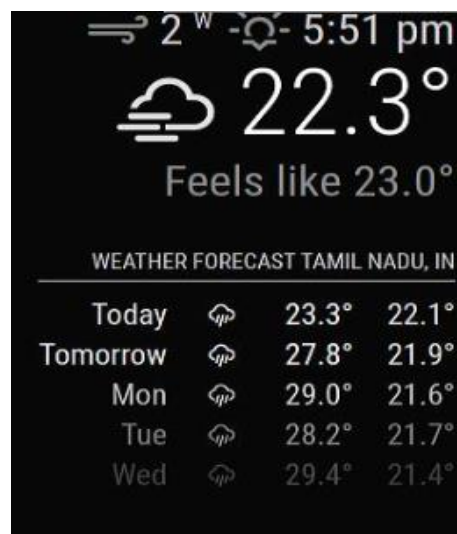 2 W 5:51 pm
22.3°
Feels like 23.0°
WEATHER FORECAST TAMIL NADU, IN
Today 23.3° 22.1°
Tomorrow 27.8° 21.9°
Mon 29.0° 21.6°
Tue 28.2° 21.7°
Wed 29.4° 21.4°